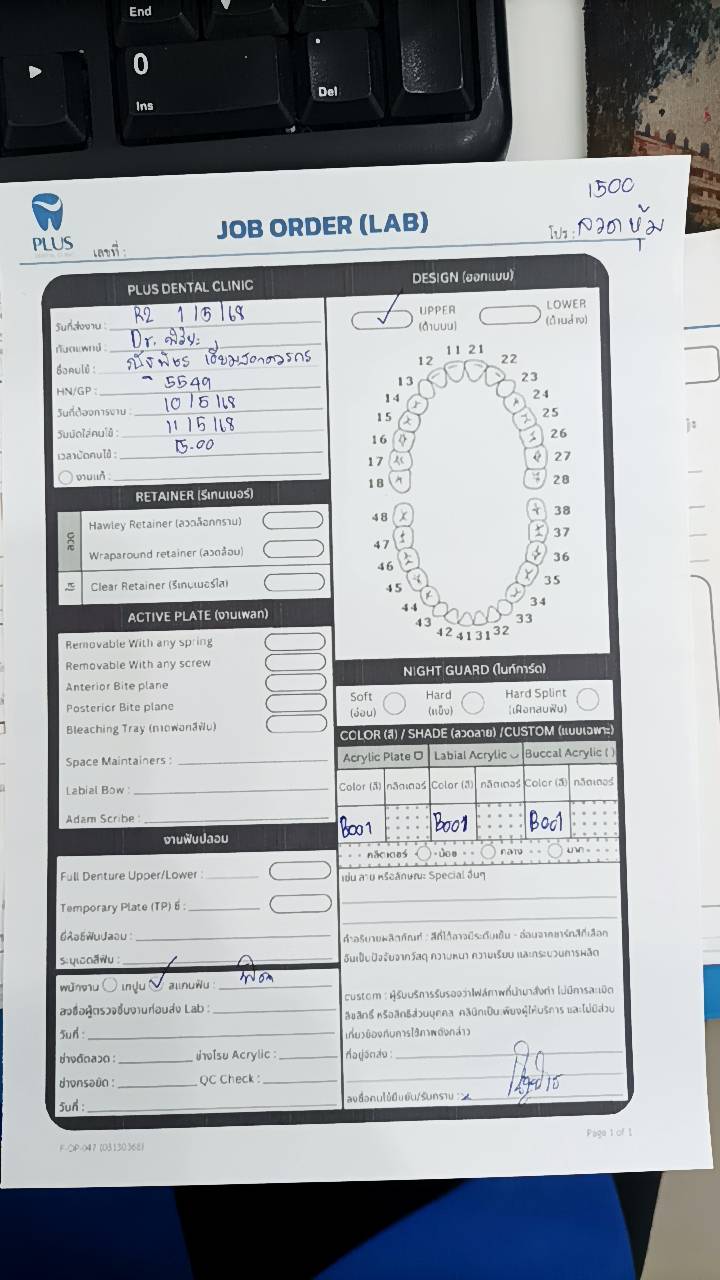 End
0
Ins
Del
1500
PLUS
JOB ORDER (LAB)
เลขที่ :
โปร : ลวดหุ้ม
PLUS DENTAL CLINIC
วันที่ส่งงาน : R2 1/5/68
ทันตแพทย์ : Dr.
ชื่อคนไข้ :
HN/GP : 5549
วันที่ต้องการงาน : 10/5/68
วันนัดใส่คนไข้ : 11/5/68
เวลานัดคนไข้ : 15.00
งานแก้ :
RETAINER (รีเทนเนอร์)
ลวด
Hawley Retainer (ลวดล็อกกราม)
Wraparound retainer (ลวดล้อม)
ใส
Clear Retainer (รีเทนเนอร์ใส)
ACTIVE PLATE (งานเพลท)
Removable With any spring
Removable With any screw
Anterior Bite plane
Posterior Bite plane
Bleaching Tray (ถาดฟอกสีฟัน)
Space Maintainers :
Labial Bow :
Adam Scribe :
งานฟันปลอม
Full Denture Upper/Lower :
Temporary Plate (TP) ซี่ :
ยี่ห้อซี่ฟันปลอม :
ระบุเฉดสีฟัน :
พนักงาน เทปูน สแกนฟัน :
ลงชื่อผู้ตรวจชิ้นงานก่อนส่ง Lab :
วันที่ :
ช่างดัดลวด : ช่างโรย Acrylic :
ช่างกรอขัด : QC Check :
วันที่ :
DESIGN (ออกแบบ)
UPPER
(ด้านบน)
LOWER
(ด้านล่าง)
11 21
12 22
13 23
14 24
15 25
16 26
17 27
18 28
48 38
47 37
46 36
45 35
44 34
43 33
42 41 31 32
NIGHT GUARD (ไนท์การ์ด)
Soft
(อ่อน)
Hard
(แข็ง)
Hard Splint
(เฝือกสบฟัน)
COLOR (สี) / SHADE (ลวดลาย) /CUSTOM (แบบเฉพาะ)
Acrylic Plate Labial Acrylic Buccal Acrylic ( )
Color (สี) กลิตเตอร์ Color (สี) กลิตเตอร์ Color (สี) กลิตเตอร์
B001 B001 B001
กลิตเตอร์ น้อย กลาง มาก
เช่น ลาย หรือลักษณะ Special อื่นๆ
คำอธิบายผลิตภัณฑ์ : สีที่ได้อาจมีระดับเข้ม - อ่อนจากชาร์ทสีที่เลือก
อันเป็นปัจจัยจากวัสดุ ความหนา ความเรียบ และกระบวนการผลิต
custom : ผู้รับบริการรับรองว่าไฟล์ภาพที่นำมาสั่งทำ ไม่มีการละเมิด
ลิขสิทธิ์ หรือสิทธิส่วนบุคคล คลินิกเป็นเพียงผู้ให้บริการ และไม่มีส่วน
เกี่ยวข้องกับการใช้ภาพดังกล่าว
ที่อยู่จัดส่ง :
ลงชื่อคนไข้ยืนยัน/รับทราบ :
F-OP-047 (03130368)
Page 1 of 1